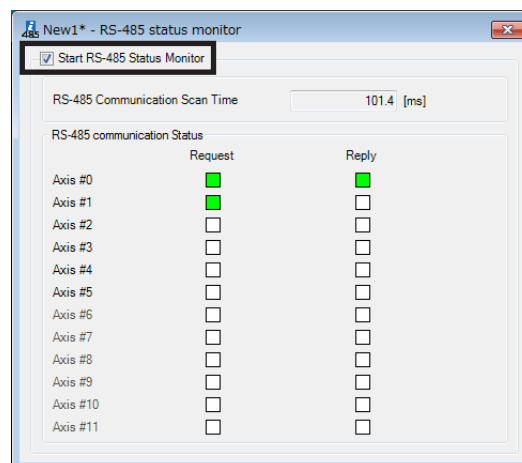 485 New1* - RS-485 status monitor
Start RS-485 Status Monitor
RS-485 Communication Scan Time 101.4 [ms]
RS-485 communication Status
Request Reply
Axis #0
Axis #1
Axis #2
Axis #3
Axis #4
Axis #5
Axis #6
Axis #7
Axis #8
Axis #9
Axis #10
Axis #11